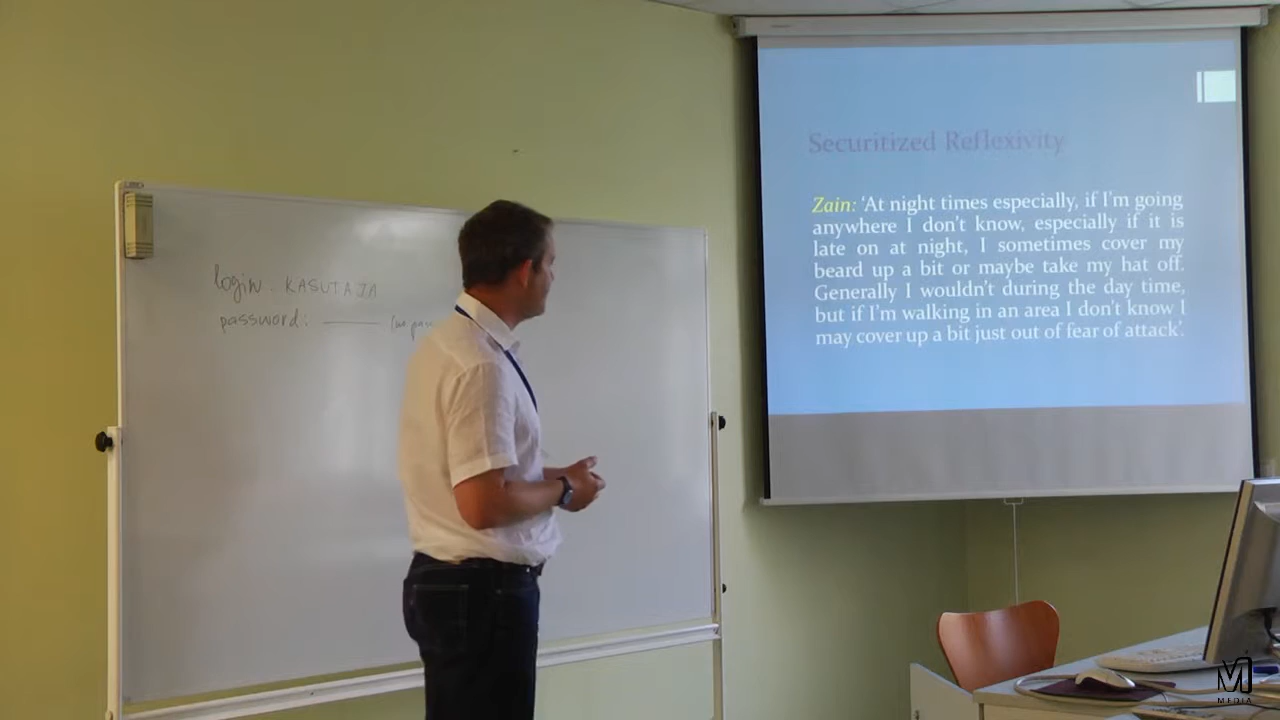 login: KASUTAJA
password: ——— (no
Securitized Reflexivity
Zain: ‘At night times especially, if I'm going
anywhere I don't know, especially if it is
late on at night, I sometimes cover my
beard up a bit or maybe take my hat off.
Generally I wouldn't during the day time,
but if I'm walking in an area I don't know I
may cover up a bit just out of fear of attack’.
M
MEDIA